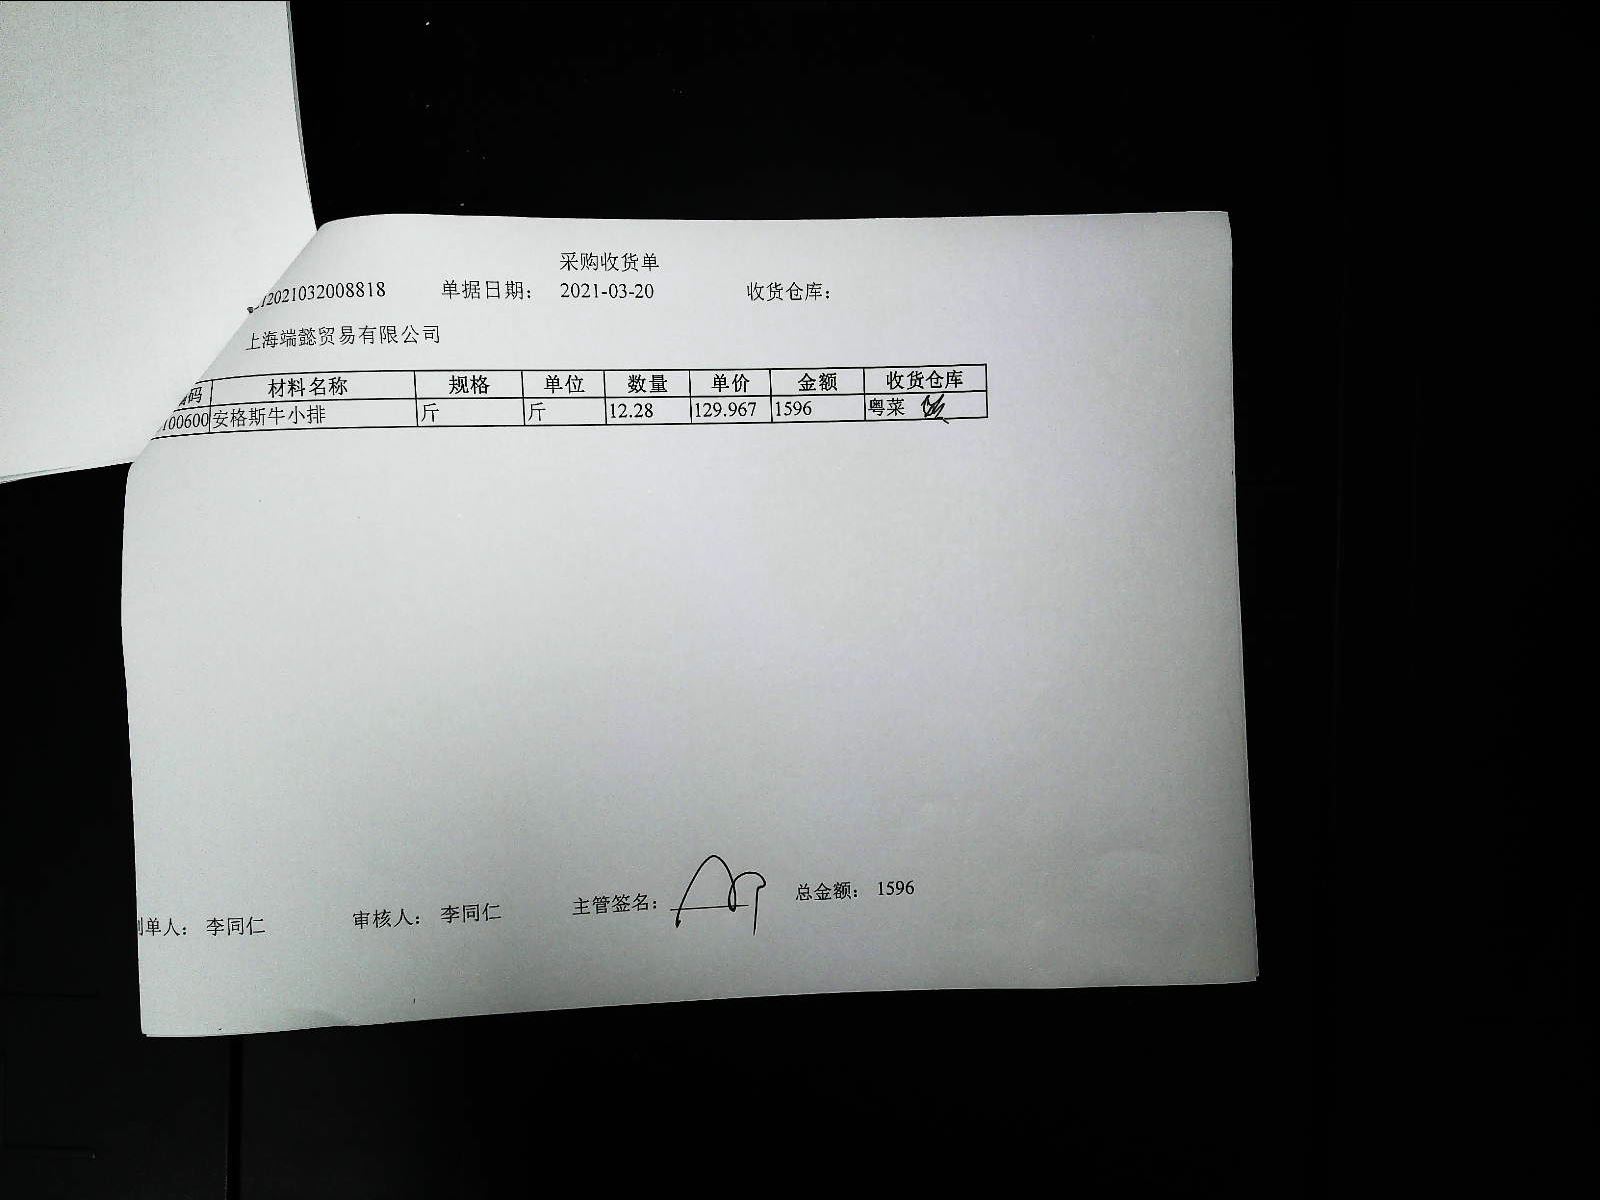 采购收货单
12021032008818 单据日期： 2021-03-20 收货仓库：
上海端懿贸易有限公司
码 材料名称 规格 单位 数量 单价 金额 收货仓库
100600 安格斯牛小排 斤 斤 12.28 129.967 1596 粤菜
制单人： 李同仁 审核人： 李同仁 主管签名： 总金额： 1596